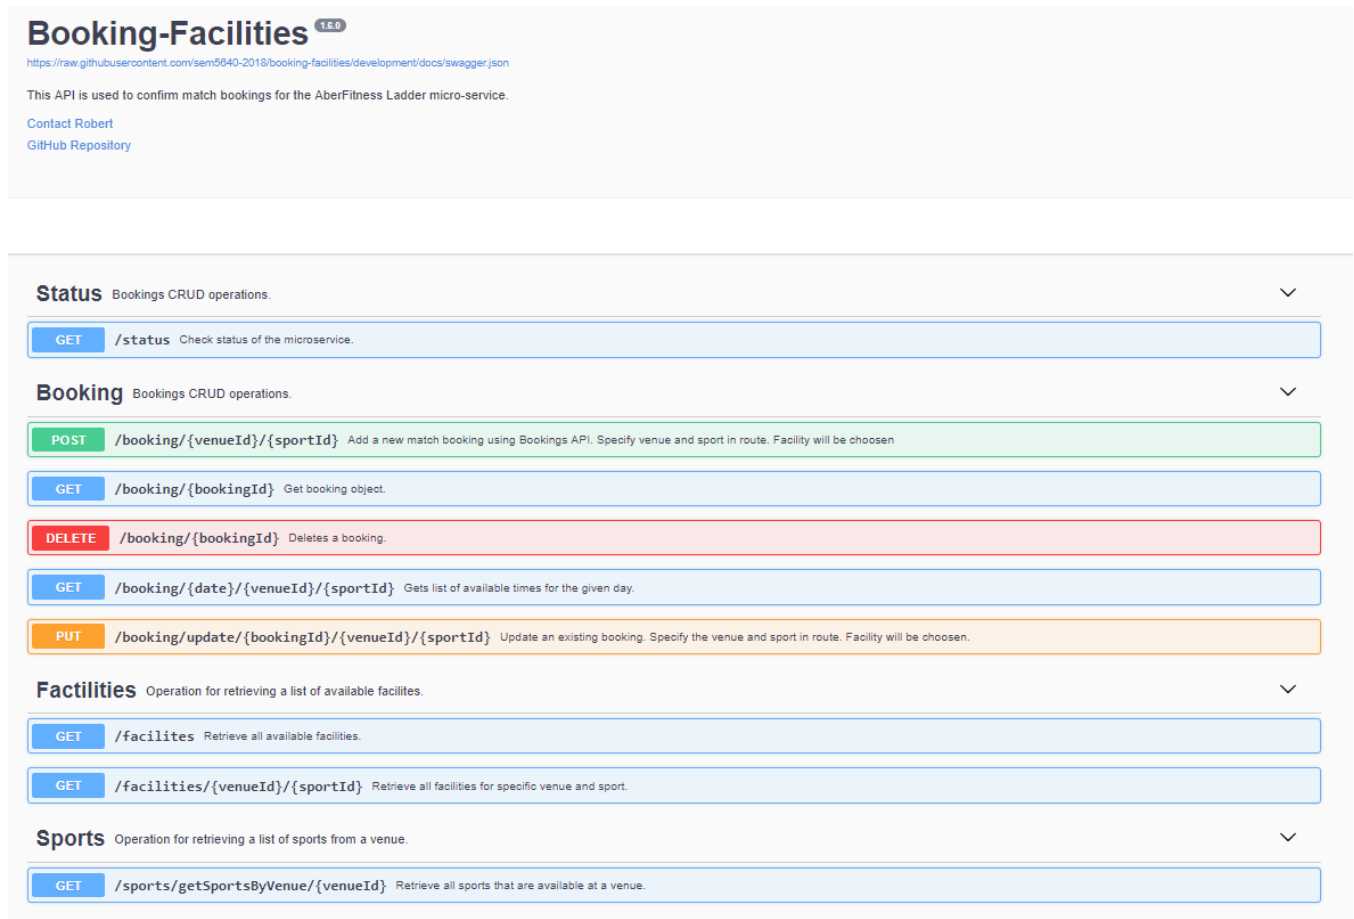 Booking-Facilities 1.6.0
https://raw.githubusercontent.com/sem5640-2018/booking-facilities/development/docs/swagger.json
This API is used to confirm match bookings for the AberFitness Ladder micro-service.
Contact Robert
GitHub Repository
Status Bookings CRUD operations.
GET /status Check status of the microservice.
Booking Bookings CRUD operations.
POST /booking/{venueId}/{sportId} Add a new match booking using Bookings API. Specify venue and sport in route. Facility will be choosen
GET /booking/{bookingId} Get booking object.
DELETE /booking/{bookingId} Deletes a booking.
GET /booking/{date}/{venueId}/{sportId} Gets list of available times for the given day.
PUT /booking/update/{bookingId}/{venueId}/{sportId} Update an existing booking. Specify the venue and sport in route. Facility will be choosen.
Factilities Operation for retrieving a list of available facilites.
GET /facilites Retrieve all available facilities.
GET /facilities/{venueId}/{sportId} Retrieve all facilities for specific venue and sport.
Sports Operation for retrieving a list of sports from a venue.
GET /sports/getSportsByVenue/{venueId} Retrieve all sports that are available at a venue.